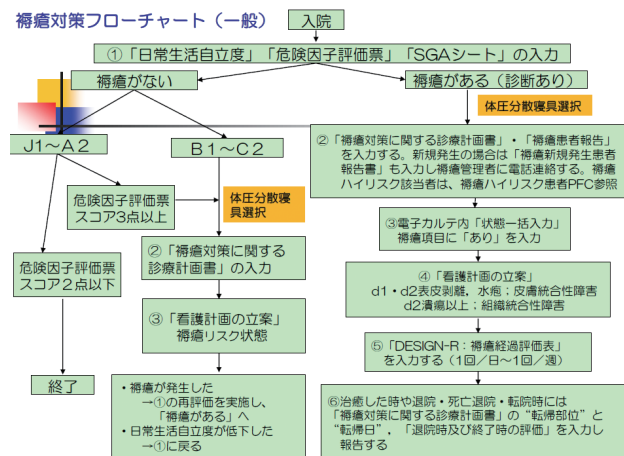 褥瘡対策フローチャート（一般）
入院
①「日常生活自立度」「危険因子評価票」「SGAシート」の入力
褥瘡がない
褥瘡がある（診断あり）
体圧分散寝具選択
J1～A2
B1～C2
危険因子評価票
スコア3点以上
体圧分散寝
具選択
危険因子評価票
スコア２点以下
終了
②「褥瘡対策に関する
診療計画書」の入力
③「看護計画の立案」
褥瘡リスク状態
・褥瘡が発生した
→①の再評価を実施し、
「褥瘡がある」へ
・日常生活自立度が低下した
→①に戻る
②「褥瘡対策に関する診療計画書」・「褥瘡患者報告」
を入力する。新規発生の場合は「褥瘡新規発生患者
報告書」も入力し褥瘡管理者に電話連絡する。褥瘡
ハイリスク該当者は、褥瘡ハイリスク患者PFC参照
③電子カルテ内「状態一括入力」
褥瘡項目に「あり」を入力
④「看護計画の立案」
d1・d2表皮剥離，水疱；皮膚統合性障害
d2潰瘍以上；組織統合性障害
⑤「DESIGN-R：褥瘡経過評価表」
を入力する（１回／日～１回／週）
⑥治癒した時や退院・死亡退院・転院時には
「褥瘡対策に関する診療計画書」の“転帰部位”と
“転帰日”，「退院時及び終了時の評価」を入力し
報告する